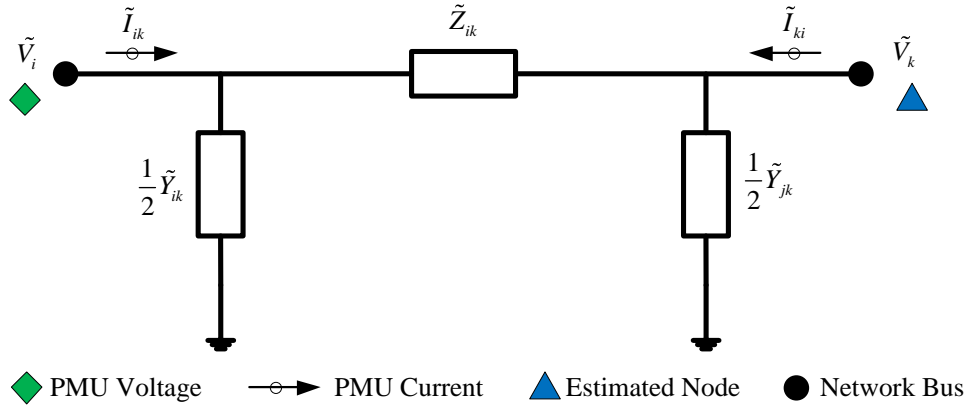 Ĩ_ik
Z̃_ik
Ĩ_ki
Ṽ_i
Ṽ_k
1/2 Ỹ_ik
1/2 Ỹ_jk
PMU Voltage
PMU Current
Estimated Node
Network Bus